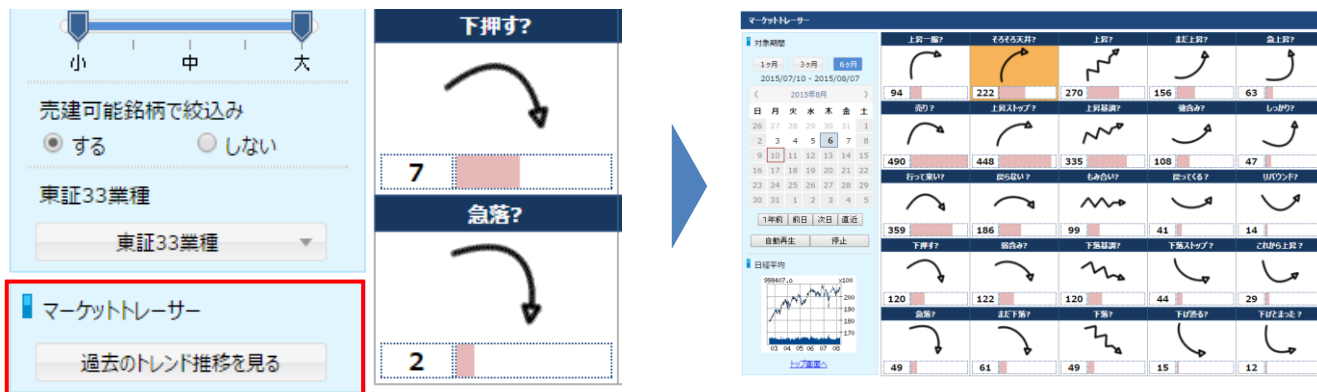 小 中 大
売建可能銘柄で絞込み
する しない
東証33業種
東証33業種
マーケットトレーサー
過去のトレンド推移を見る
下押す?
7
急落?
2
マーケットトレーサー
対象期間
1ヶ月 3ヶ月 6ヶ月
2015/07/10 - 2015/08/07
2015年8月
日 月 火 水 木 金 土
26 27 28 29 30 31 1
2 3 4 5 6 7 8
9 10 11 12 13 14 15
16 17 18 19 20 21 22
23 24 25 26 27 28 29
30 31 1 2 3 4 5
1年前 前日 次日 直近
自動再生 停止
日経平均
998407.o x100
200
190
180
170
03 04 05 06 07 08
トップ画面へ
上昇一服? そろそろ天井? 上昇? まだ上昇? 急上昇?
94 222 270 156 63
売り? 上昇ストップ? 上昇基調? 強含み? しっかり?
490 448 335 108 47
行って来い? 戻らない? もみ合い? 戻ってくる? リバウンド?
359 186 99 41 14
下押す? 弱含み? 下落基調? 下落ストップ? これから上昇?
120 122 120 44 29
急落? まだ下落? 下落? 下げ渋る? 下げとまった?
49 61 49 15 12